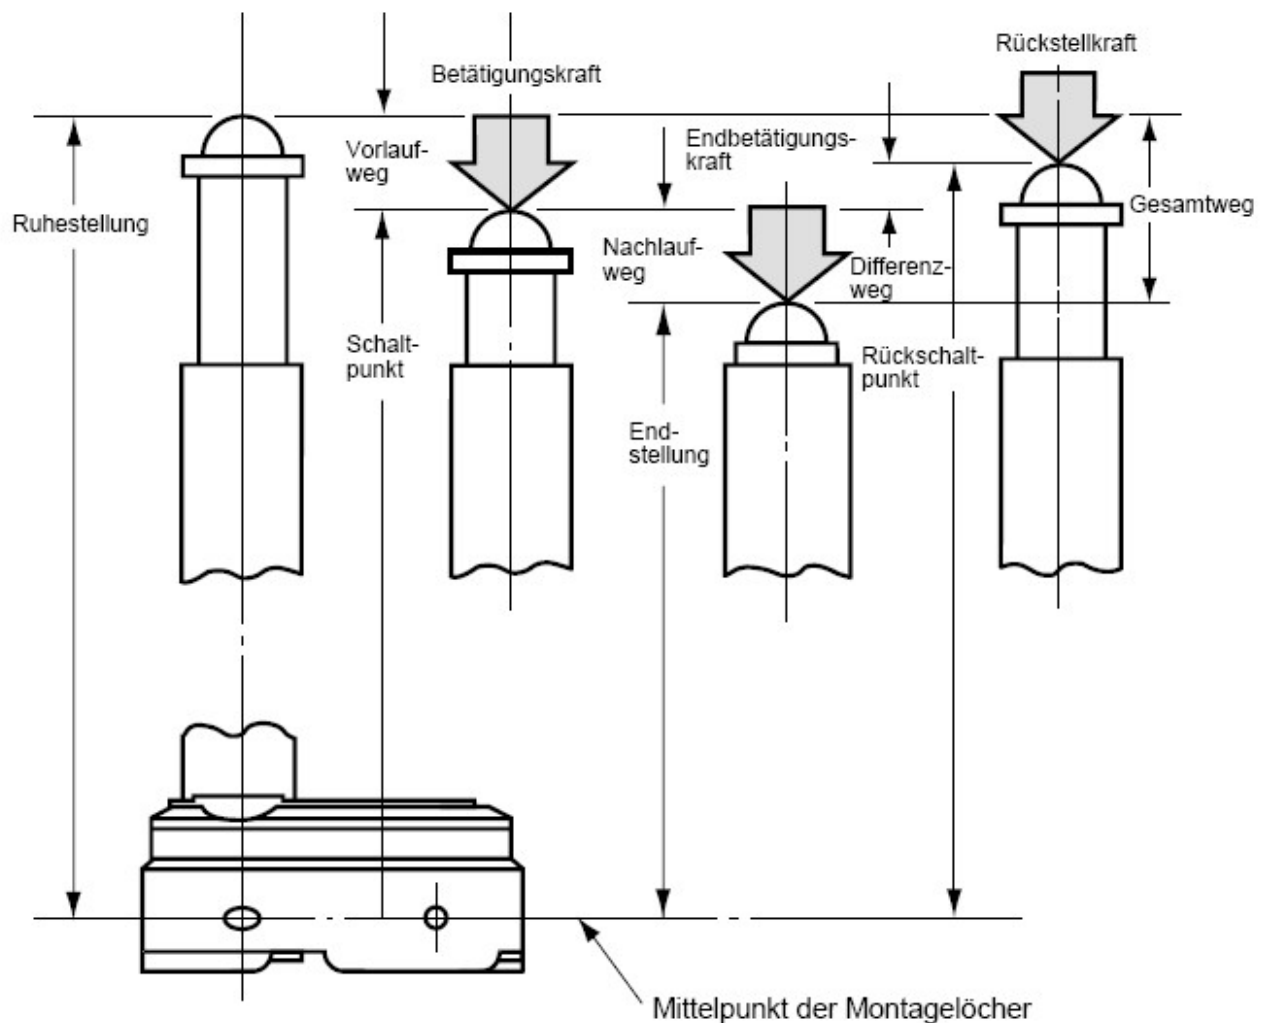 Rückstellkraft
Betätigungskraft
Vorlauf-
weg
Endbetätigungs-
kraft
Ruhestellung
Gesamtweg
Nachlauf-
weg
Differenz-
weg
Schalt-
punkt
Rückschalt-
punkt
End-
stellung
Mittelpunkt der Montagelöcher